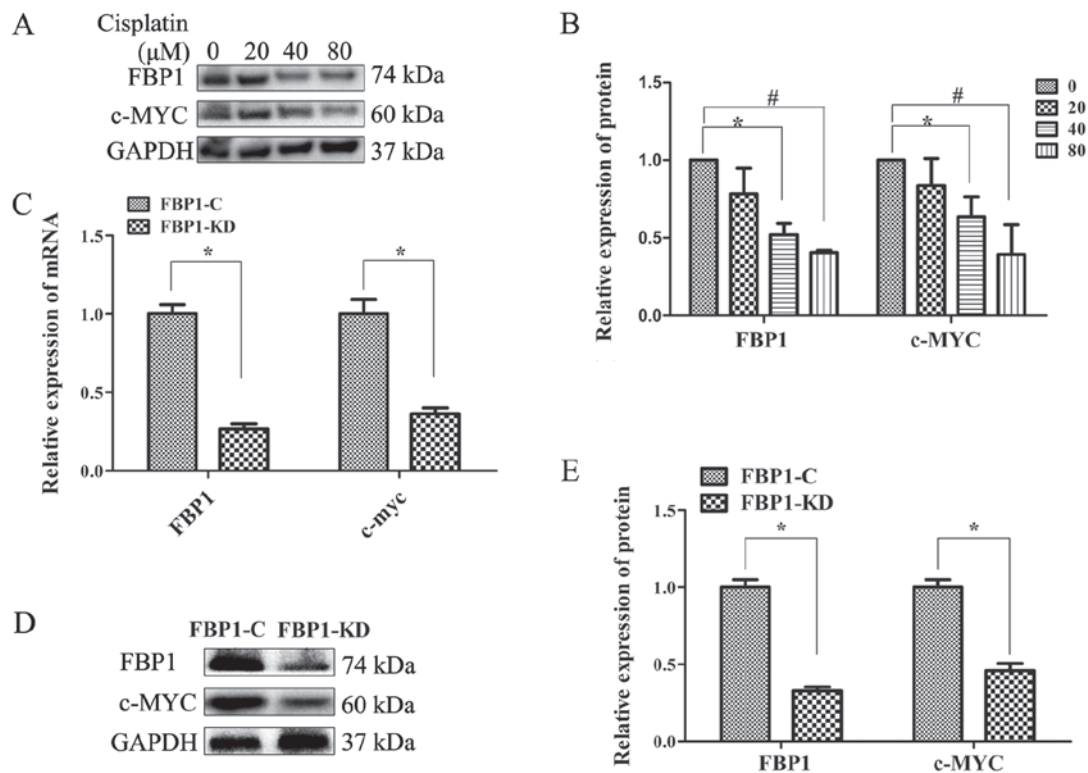 A
Cisplatin
(µM) 0 20 40 80
FBP1 74 kDa
c-MYC 60 kDa
GAPDH 37 kDa
B
Relative expression of protein
1.5
1.0
0.5
0.0
# #
* *
FBP1 c-MYC
0
20
40
80
C
FBP1-C
FBP1-KD
Relative expression of mRNA
1.5
1.0
0.5
0.0
* *
FBP1 c-myc
D
FBP1-C FBP1-KD
FBP1 74 kDa
c-MYC 60 kDa
GAPDH 37 kDa
E
FBP1-C
FBP1-KD
Relative expression of protein
1.5
1.0
0.5
0.0
* *
FBP1 c-MYC